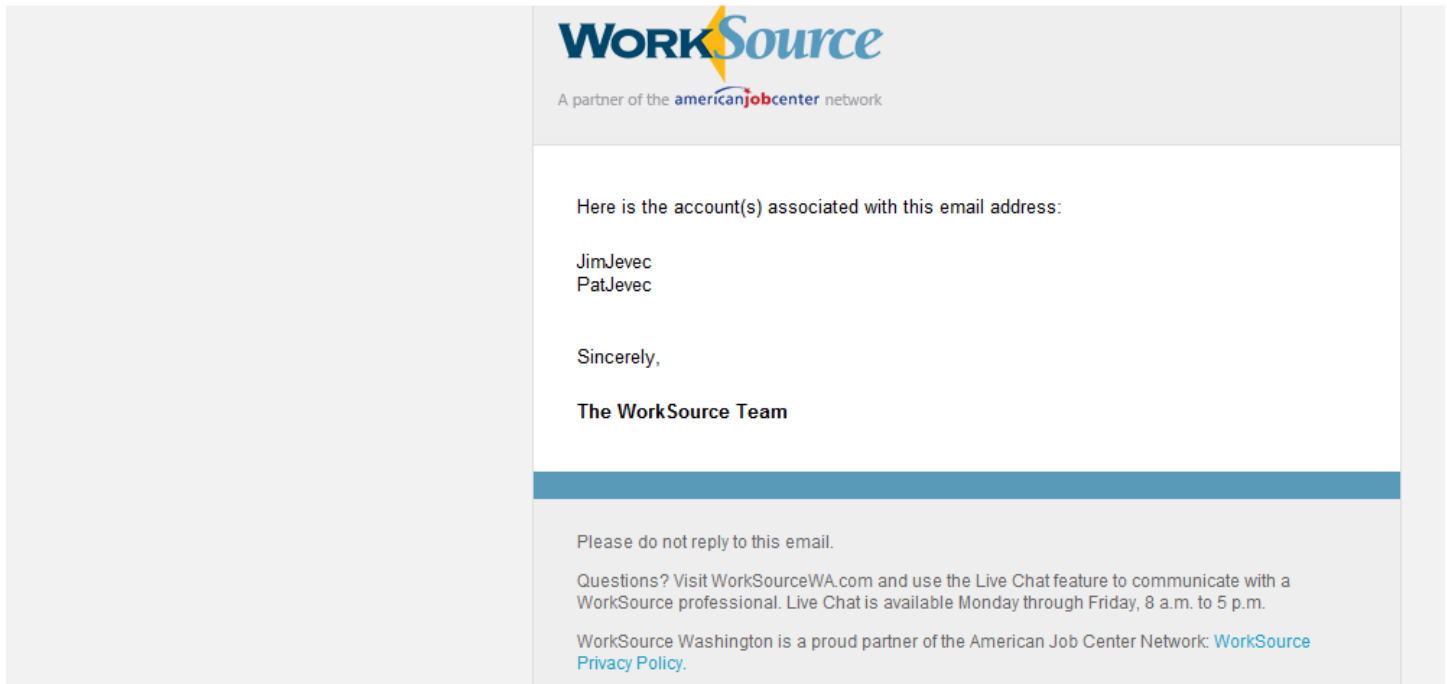 WORKSource
A partner of the americanjobcenter network
Here is the account(s) associated with this email address:
JimJevec
PatJevec
Sincerely,
The WorkSource Team
Please do not reply to this email.
Questions? Visit WorkSourceWA.com and use the Live Chat feature to communicate with a
WorkSource professional. Live Chat is available Monday through Friday, 8 a.m. to 5 p.m.
WorkSource Washington is a proud partner of the American Job Center Network: WorkSource
Privacy Policy.